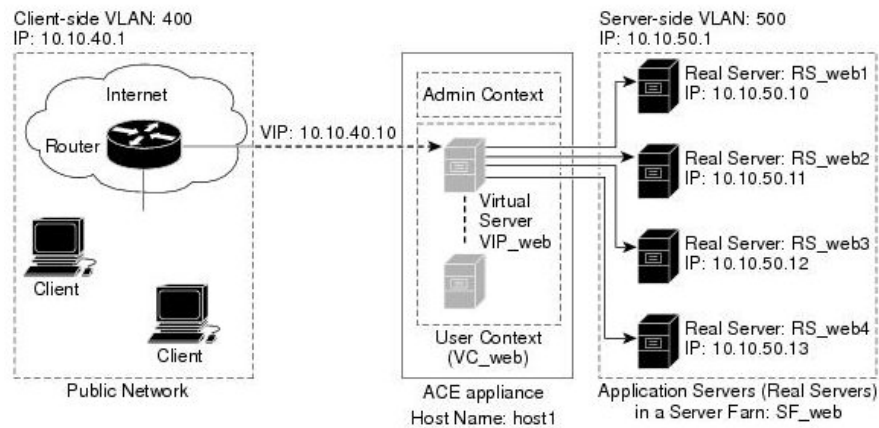 Client-side VLAN: 400
IP: 10.10.40.1
Internet
Router
Client
Client
Public Network
VIP: 10.10.40.10
Admin Context
Virtual
Server
VIP_web
User Context
(VC_web)
ACE appliance
Host Name: host1
Server-side VLAN: 500
IP: 10.10.50.1
Real Server: RS_web1
IP: 10.10.50.10
Real Server: RS_web2
IP: 10.10.50.11
Real Server: RS_web3
IP: 10.10.50.12
Real Server: RS_web4
IP: 10.10.50.13
Application Servers (Real Servers)
in a Server Farn: SF_web